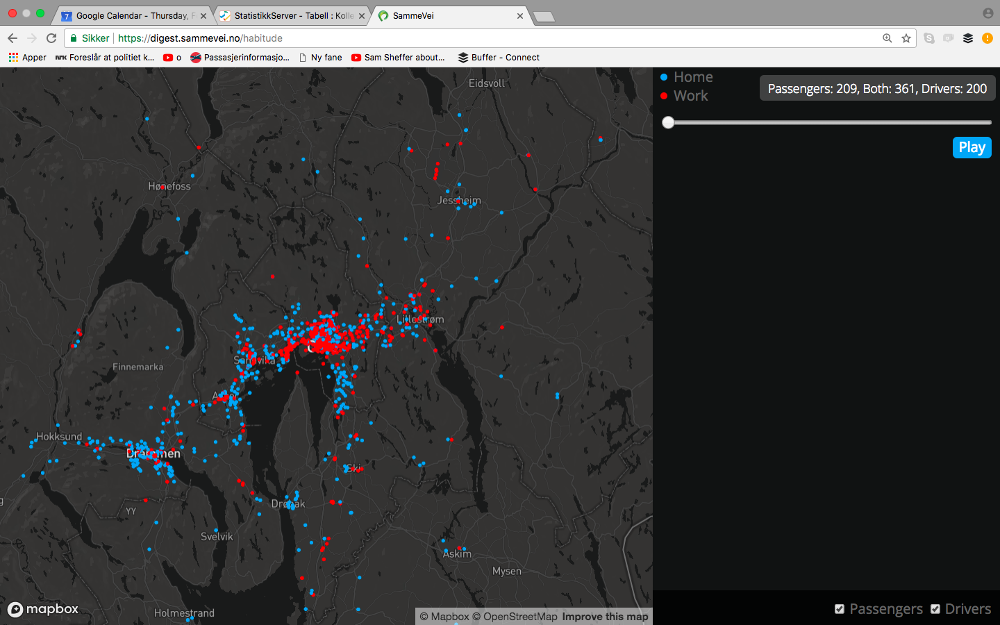 Google Calendar - Thursday, F
StatistikkServer - Tabell : Kolle
SammeVei
Sikker
https://digest.sammevei.no/habitude
Apper
nrk Foreslår at politiet k...
o
Passasjerinformasjo...
Ny fane
Sam Sheffer about...
Buffer - Connect
Eidsvoll
Home
Work
Passengers: 209, Both: 361, Drivers: 200
Play
Hønefoss
Jessheim
Lillestrøm
Sandvika
Finnemarka
Hokksund
Drammen
Ski
Drøbak
YY
Svelvik
Askim
Mysen
Holmestrand
mapbox
© Mapbox © OpenStreetMap Improve this map
Passengers
Drivers